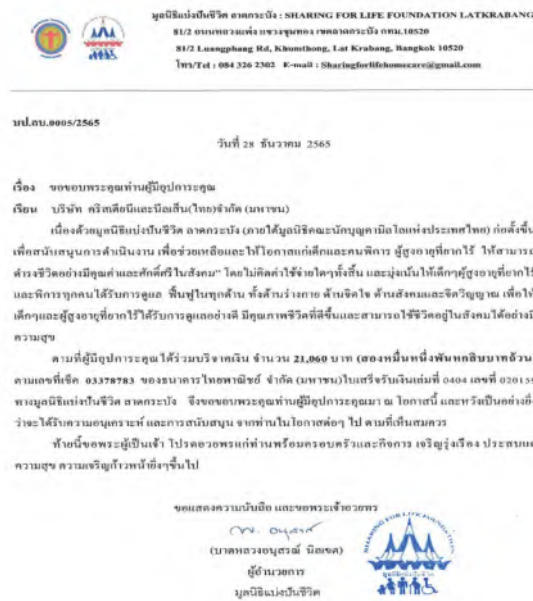 มูลนิธิแบ่งปันชีวิต ลาดกระบัง : SHARING FOR LIFE FOUNDATION LATKRABANG
81/2 ถนนหลวงแพ่ง แขวงขุมทอง เขตลาดกระบัง กทม.10520
81/2 Luangphang Rd, Khumthong, Lat Krabang, Bangkok 10520
โทร/Tel : 084 326 2302 E-mail : Sharingforlifehomecare@gmail.com
มป.ลบ.0005/2565
วันที่ 28 ธันวาคม 2565
เรื่อง ขอขอบพระคุณท่านผู้มีอุปการะคุณ
เรียน บริษัท คริสเตียนีและนีลเส็น(ไทย)จำกัด (มหาชน)
เนื่องด้วยมูลนิธิแบ่งปันชีวิต ลาดกระบัง (ภายใต้มูลนิธิคณะนักบุญคามิลโลแห่งประเทศไทย) ก่อตั้งขึ้น
เพื่อสนับสนุนการดำเนินงาน เพื่อช่วยเหลือและให้โอกาสแก่เด็กและคนพิการ ผู้สูงอายุที่ยากไร้ ให้สามารถ
ดำรงชีวิตอย่างมีคุณค่าและศักดิ์ศรีในสังคม" โดยไม่คิดค่าใช้จ่ายใดๆทั้งสิ้น และมุ่งเน้นให้เด็กๆผู้สูงอายุที่ยากไร้
และพิการทุกคนได้รับการดูแล ฟื้นฟูในทุกด้าน ทั้งด้านร่างกาย ด้านจิตใจ ด้านสังคมและจิตวิญญาณ เพื่อให้
เด็กๆและผู้สูงอายุที่ยากไร้ได้รับการดูแลอย่างดี มีคุณภาพชีวิตที่ดีขึ้นและสามารถใช้ชีวิตอยู่ในสังคมได้อย่างมี
ความสุข
ตามที่ผู้มีอุปการะคุณ ได้ร่วมบริจาคเงิน จำนวน 21,060 บาท (สองหมื่นหนึ่งพันหกสิบบาทถ้วน)
ตามเลขที่เช็ค 03378783 ของธนาคารไทยพาณิชย์ จำกัด (มหาชน)ใบเสร็จรับเงินเล่มที่ 0404 เลขที่ 020159
ทางมูลนิธิแบ่งปันชีวิต ลาดกระบัง จึงขอขอบพระคุณท่านผู้มีอุปการะคุณมา ณ โอกาสนี้ และหวังเป็นอย่างยิ่ง
ว่าจะได้รับความอนุเคราะห์ และการสนับสนุน จากท่านในโอกาสต่อๆ ไป ตามที่เห็นสมควร
ท้ายนี้ขอพระผู้เป็นเจ้า โปรดอวยพรแก่ท่านพร้อมครอบครัวและกิจการ เจริญรุ่งเรือง ประสบแต่
ความสุข ความเจริญก้าวหน้ายิ่งๆขึ้นไป
ขอแสดงความนับถือ และขอพระเจ้าอวยพร
(บาทหลวงอนุสรณ์ นิลเขต)
ผู้อำนวยการ
มูลนิธิแบ่งปันชีวิต